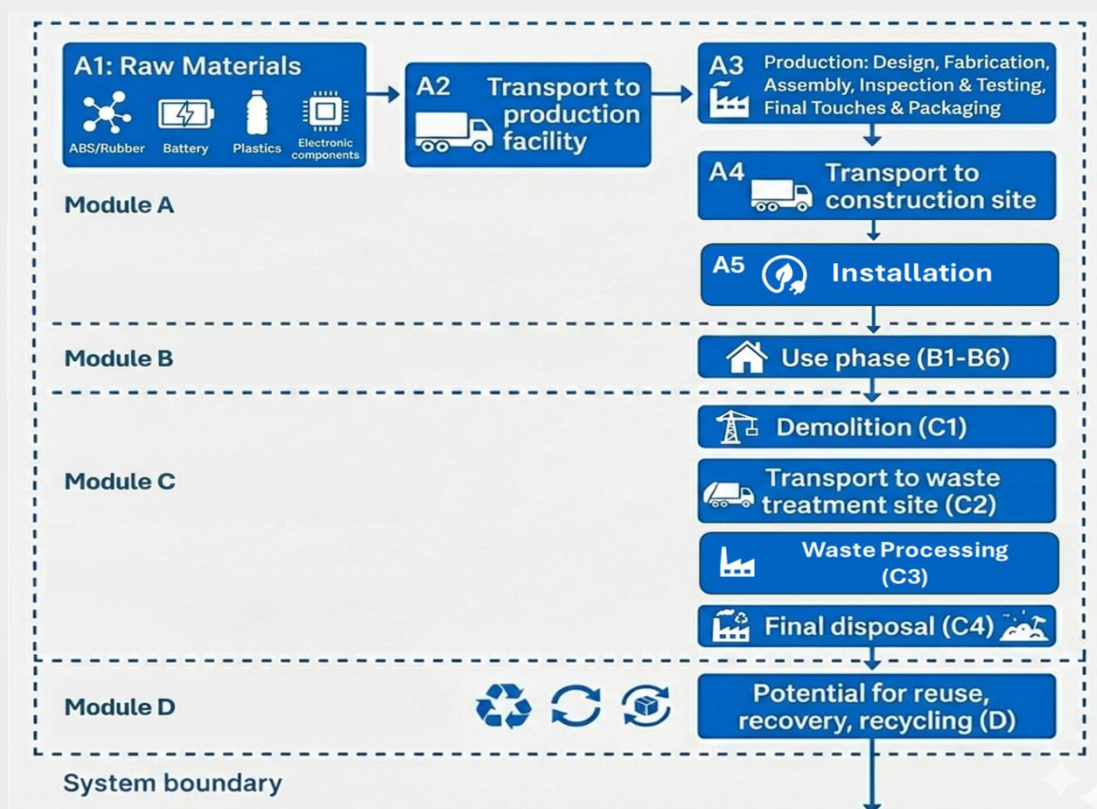 A1: Raw Materials
ABS/Rubber
Battery
Plastics
Electronic
components
A2
Transport to
production
facility
A3
Production: Design, Fabrication,
Assembly, Inspection & Testing,
Final Touches & Packaging
A4
Transport to
construction site
Module A
A5
Installation
Module B
Use phase (B1-B6)
Demolition (C1)
Module C
Transport to waste
treatment site (C2)
Waste Processing
(C3)
Final disposal (C4)
Module D
Potential for reuse,
recovery, recycling (D)
System boundary